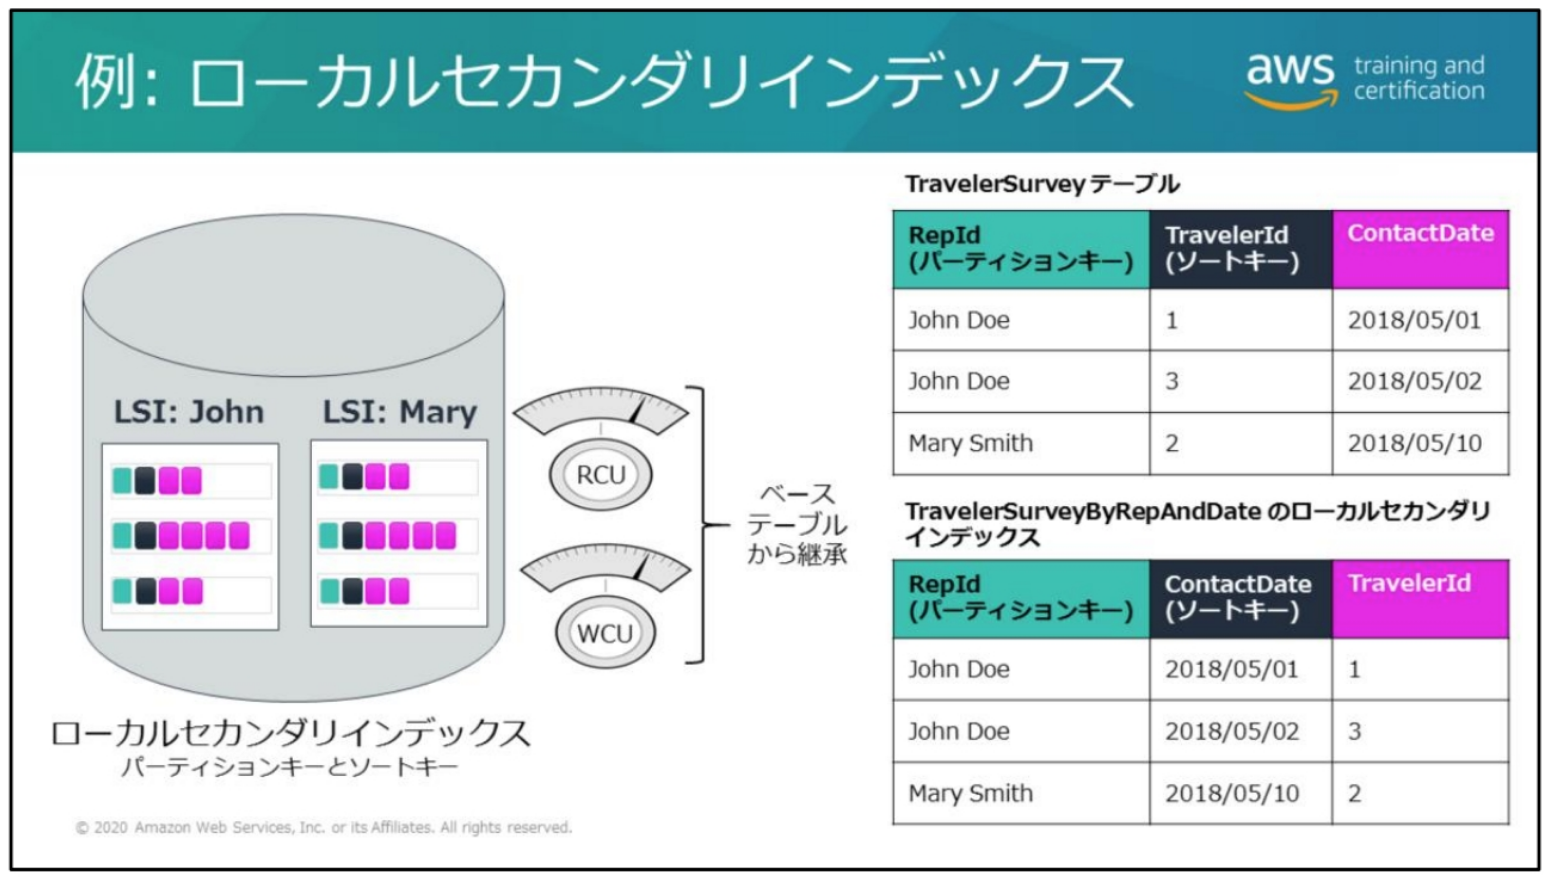 例: ローカルセカンダリインデックス
aws training and
certification
LSI: John
LSI: Mary
RCU
WCU
ベース
テーブル
から継承
ローカルセカンダリインデックス
パーティションキーとソートキー
TravelerSurvey テーブル
RepId
(パーティションキー)
TravelerId
(ソートキー)
ContactDate
John Doe 1 2018/05/01
John Doe 3 2018/05/02
Mary Smith 2 2018/05/10
TravelerSurveyByRepAndDate のローカルセカンダリ
インデックス
RepId
(パーティションキー)
ContactDate
(ソートキー)
TravelerId
John Doe 2018/05/01 1
John Doe 2018/05/02 3
Mary Smith 2018/05/10 2
© 2020 Amazon Web Services, Inc. or its Affiliates. All rights reserved.